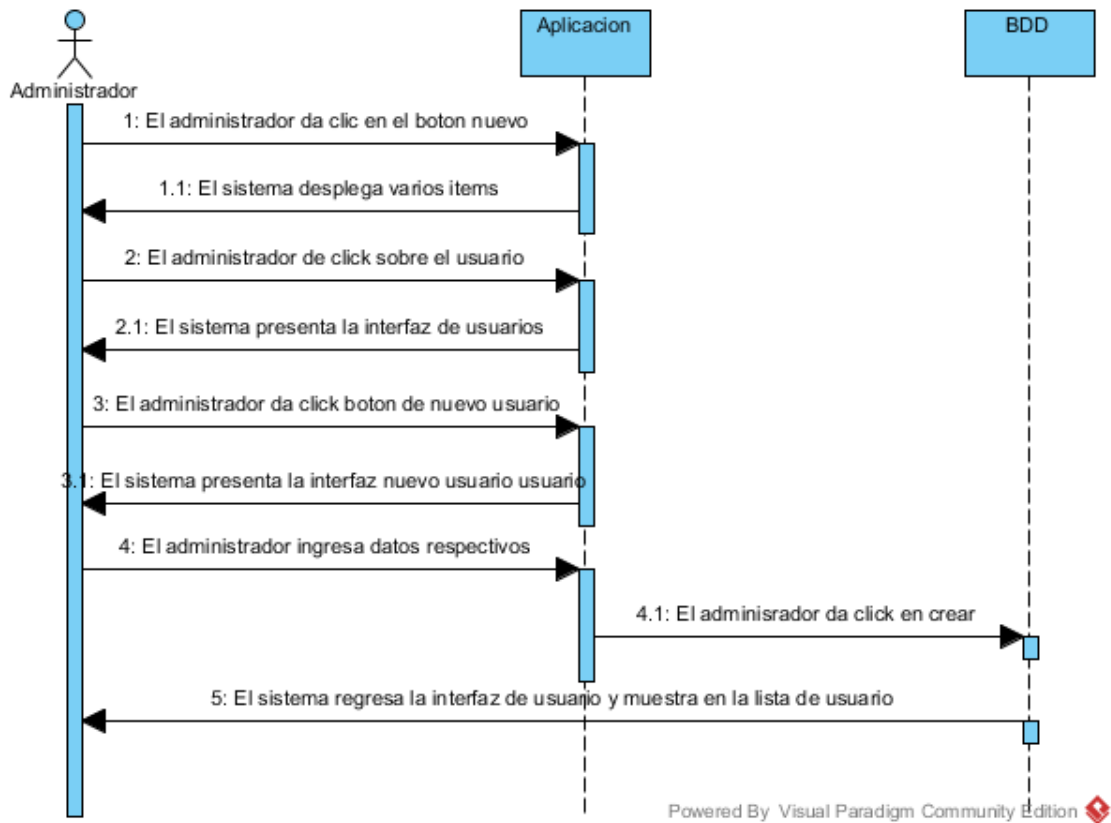 Aplicacion
BDD
Administrador
1: El administrador da clic en el boton nuevo
1.1: El sistema desplega varios items
2: El administrador de click sobre el usuario
2.1: El sistema presenta la interfaz de usuarios
3: El administrador da click boton de nuevo usuario
3.1: El sistema presenta la interfaz nuevo usuario usuario
4: El administrador ingresa datos respectivos
4.1: El adminisrador da click en crear
5: El sistema regresa la interfaz de usuario y muestra en la lista de usuario
Powered By Visual Paradigm Community Edition